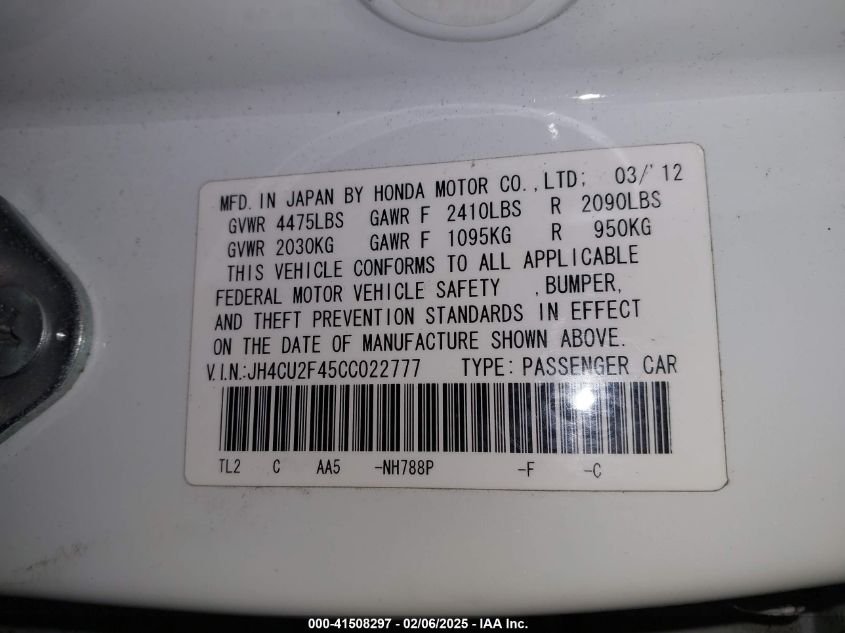 MFD. IN JAPAN BY HONDA MOTOR CO., LTD; 03/'12
GVWR 4475LBS GAWR F 2410LBS R 2090LBS
GVWR 2030KG GAWR F 1095KG R 950KG
THIS VEHICLE CONFORMS TO ALL APPLICABLE
FEDERAL MOTOR VEHICLE SAFETY , BUMPER,
AND THEFT PREVENTION STANDARDS IN EFFECT
ON THE DATE OF MANUFACTURE SHOWN ABOVE.
V.I.N.:JH4CU2F45CC022777 TYPE: PASSENGER CAR
TL2 C AA5 -NH788P -F -C
000-41508297 - 02/06/2025 - IAA Inc.